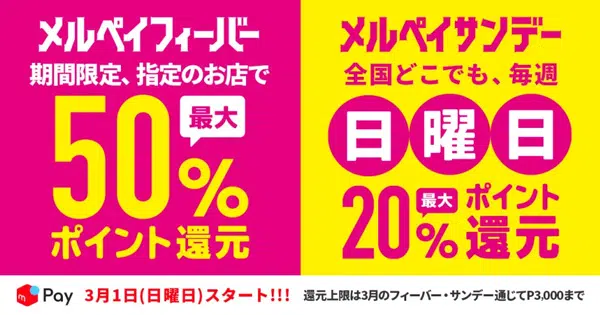 メルペイフィーバー
期間限定、指定のお店で
最大
50%
ポイント還元
メルペイサンデー
全国どこでも、毎週
日曜日
20%
最大
ポイント
還元
m Pay 3月1日(日曜日)スタート!!! 還元上限は3月のフィーバー・サンデー通じてP3,000まで